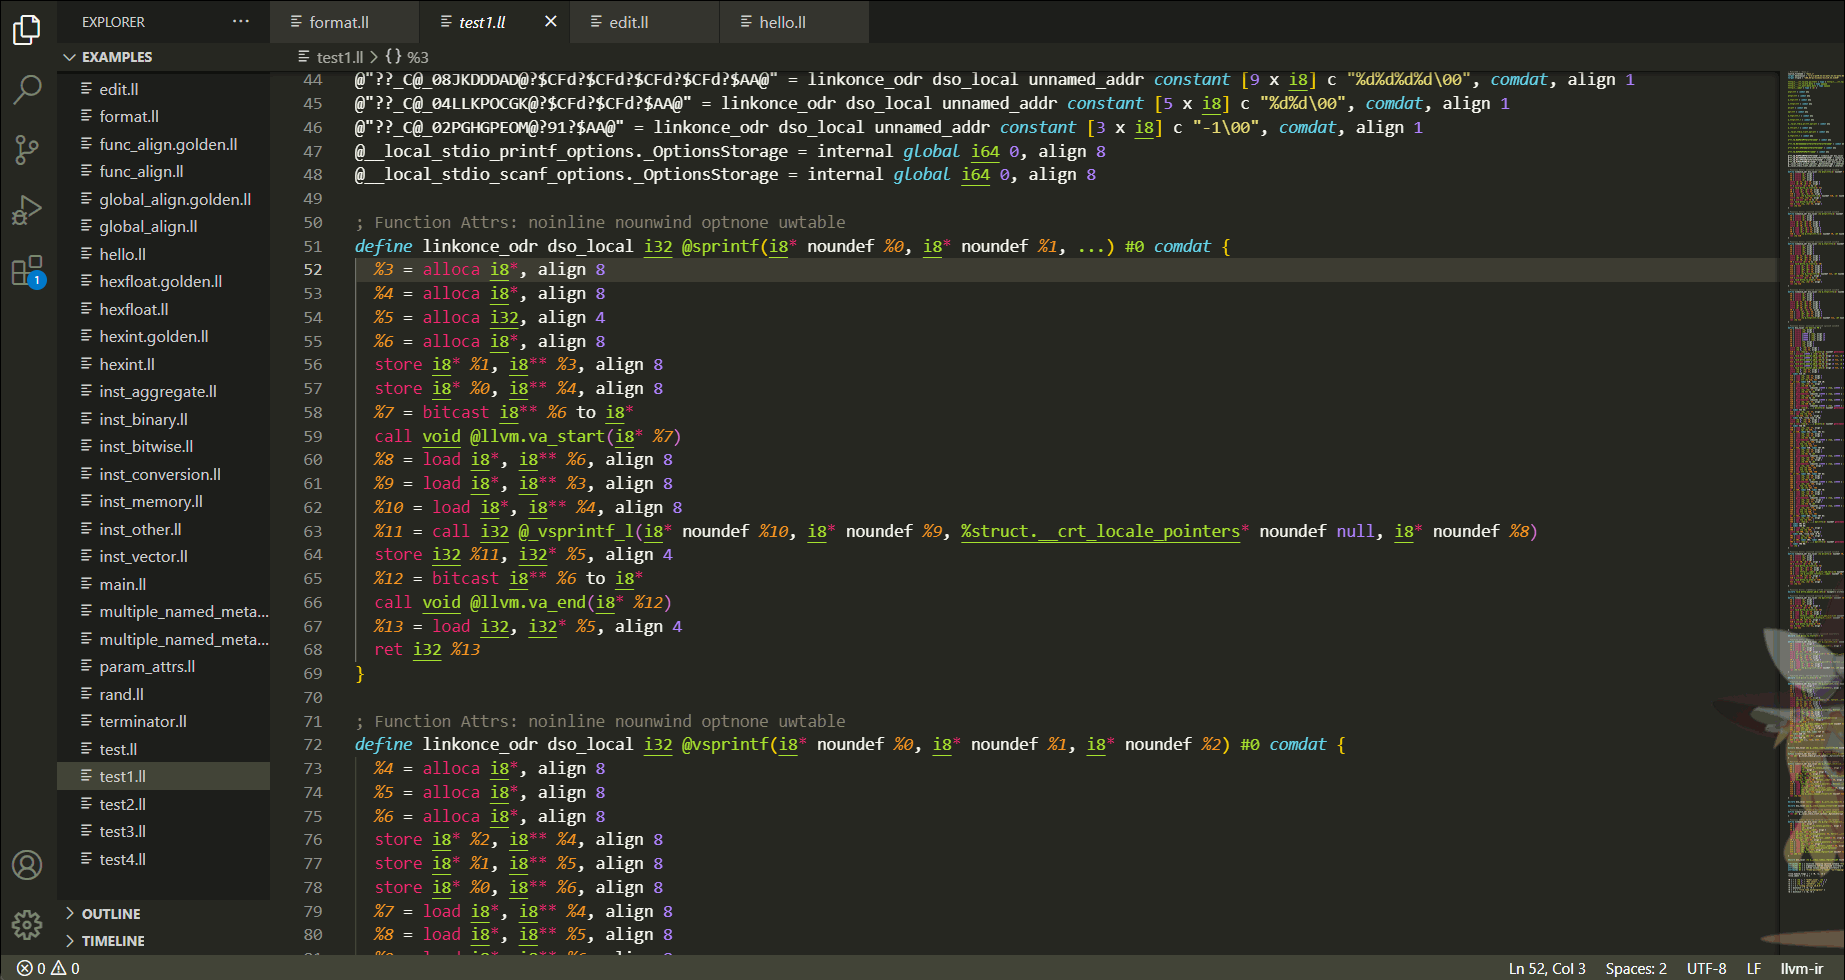 EXPLORER
···
format.ll
test1.ll
edit.ll
hello.ll
EXAMPLES
test1.ll > {} %3
edit.ll
format.ll
func_align.golden.ll
func_align.ll
global_align.golden.ll
global_align.ll
hello.ll
hexfloat.golden.ll
hexfloat.ll
hexint.golden.ll
hexint.ll
inst_aggregate.ll
inst_binary.ll
inst_bitwise.ll
inst_conversion.ll
inst_memory.ll
inst_other.ll
inst_vector.ll
main.ll
multiple_named_meta...
multiple_named_meta...
param_attrs.ll
rand.ll
terminator.ll
test.ll
test1.ll
test2.ll
test3.ll
test4.ll
OUTLINE
TIMELINE
1
44 @"??_C@_08JKDDDAD@?$CFd?$CFd?$CFd?$CFd?$AA@" = linkonce_odr dso_local unnamed_addr constant [9 x i8] c "%d%d%d%d\00", comdat, align 1
45 @"??_C@_04LLKPOCGK@?$CFd?$CFd?$AA@" = linkonce_odr dso_local unnamed_addr constant [5 x i8] c "%d%d\00", comdat, align 1
46 @"??_C@_02PGHGPEOM@?91?$AA@" = linkonce_odr dso_local unnamed_addr constant [3 x i8] c "-1\00", comdat, align 1
47 @__local_stdio_printf_options._OptionsStorage = internal global i64 0, align 8
48 @__local_stdio_scanf_options._OptionsStorage = internal global i64 0, align 8
49
50 ; Function Attrs: noinline nounwind optnone uwtable
51 define linkonce_odr dso_local i32 @sprintf(i8* noundef %0, i8* noundef %1, ...) #0 comdat {
52 %3 = alloca i8*, align 8
53 %4 = alloca i8*, align 8
54 %5 = alloca i32, align 4
55 %6 = alloca i8*, align 8
56 store i8* %1, i8** %3, align 8
57 store i8* %0, i8** %4, align 8
58 %7 = bitcast i8** %6 to i8*
59 call void @llvm.va_start(i8* %7)
60 %8 = load i8*, i8** %6, align 8
61 %9 = load i8*, i8** %3, align 8
62 %10 = load i8*, i8** %4, align 8
63 %11 = call i32 @_vsprintf_l(i8* noundef %10, i8* noundef %9, %struct.__crt_locale_pointers* noundef null, i8* noundef %8)
64 store i32 %11, i32* %5, align 4
65 %12 = bitcast i8** %6 to i8*
66 call void @llvm.va_end(i8* %12)
67 %13 = load i32, i32* %5, align 4
68 ret i32 %13
69 }
70
71 ; Function Attrs: noinline nounwind optnone uwtable
72 define linkonce_odr dso_local i32 @vsprintf(i8* noundef %0, i8* noundef %1, i8* noundef %2) #0 comdat {
73 %4 = alloca i8*, align 8
74 %5 = alloca i8*, align 8
75 %6 = alloca i8*, align 8
76 store i8* %2, i8** %4, align 8
77 store i8* %1, i8** %5, align 8
78 store i8* %0, i8** %6, align 8
79 %7 = load i8*, i8** %4, align 8
80 %8 = load i8*, i8** %5, align 8
0 0
Ln 52, Col 3 Spaces: 2 UTF-8 LF llvm-ir